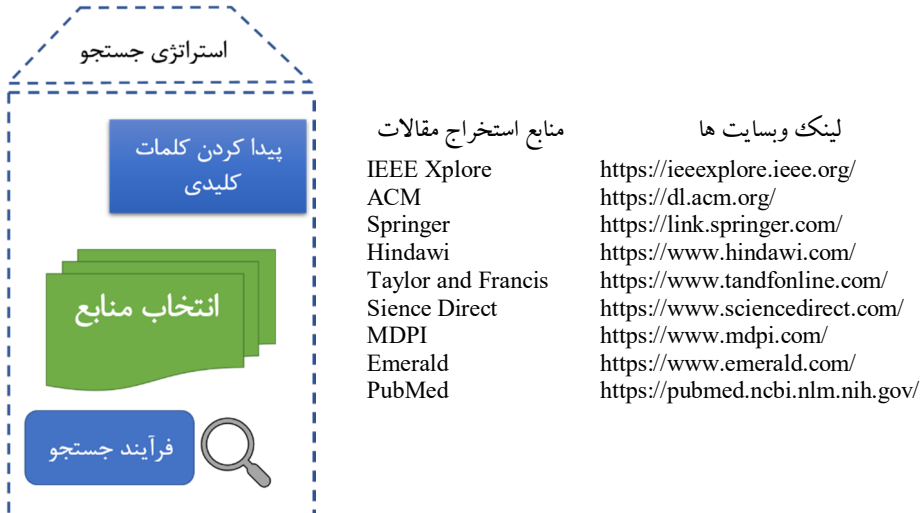 استراتژی جستجو
پیدا کردن کلمات
کلیدی
انتخاب منابع
فرآیند جستجو
منابع استخراج مقالات لینک وبسایت ها
IEEE Xplore https://ieeexplore.ieee.org/
ACM https://dl.acm.org/
Springer https://link.springer.com/
Hindawi https://www.hindawi.com/
Taylor and Francis https://www.tandfonline.com/
Sience Direct https://www.sciencedirect.com/
MDPI https://www.mdpi.com/
Emerald https://www.emerald.com/
PubMed https://pubmed.ncbi.nlm.nih.gov/